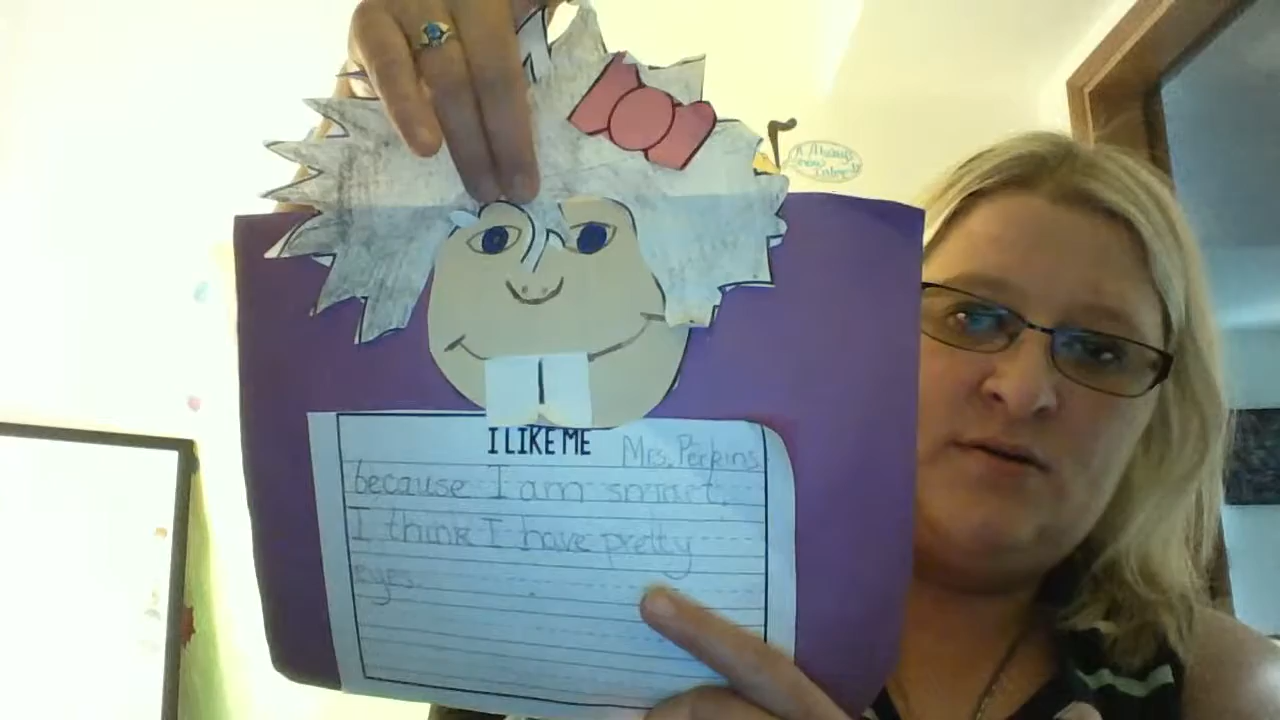 I LIKE ME Mrs. Perkins
because I am smart.
I think I have pretty
eyes.